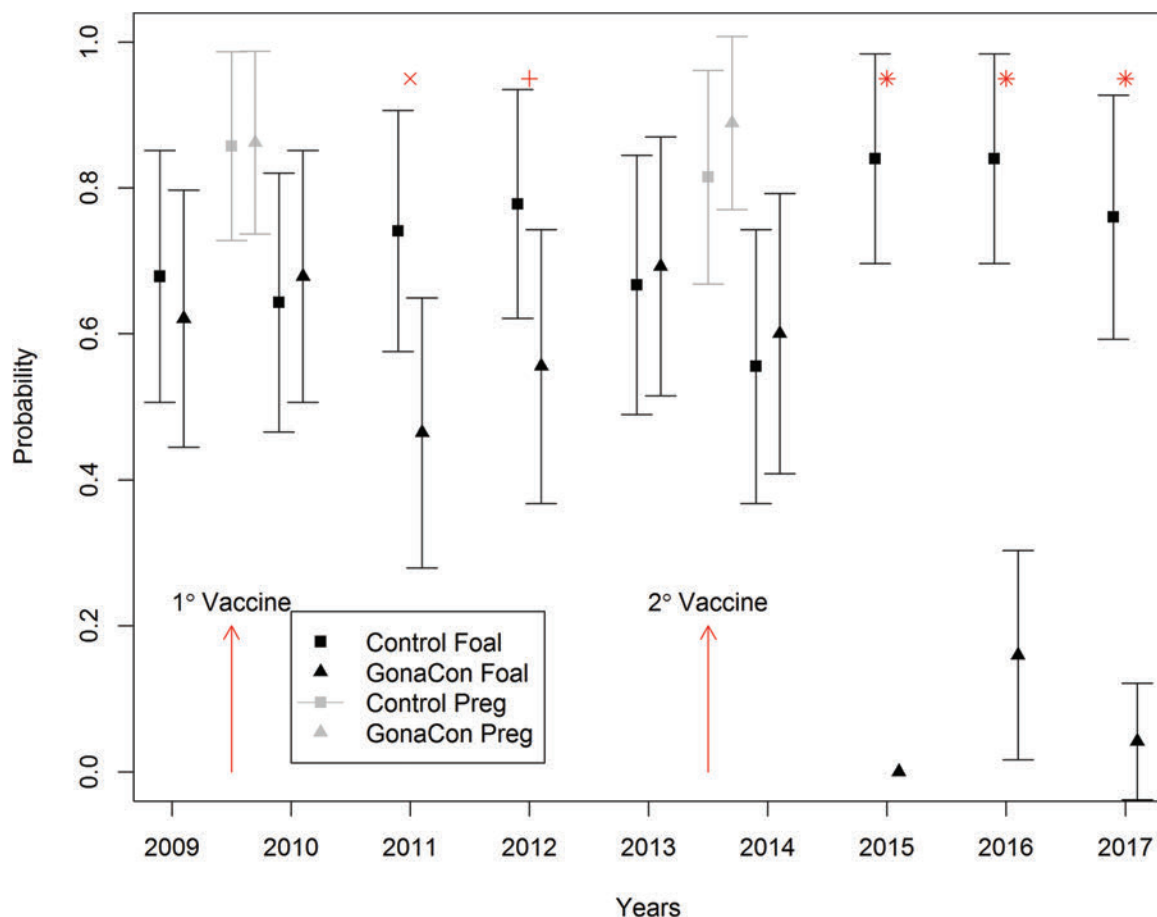 Probability
1.0
0.8
0.6
0.4
0.2
0.0
1° Vaccine
2° Vaccine
Control Foal
GonaCon Foal
Control Preg
GonaCon Preg
2009 2010 2011 2012 2013 2014 2015 2016 2017
Years